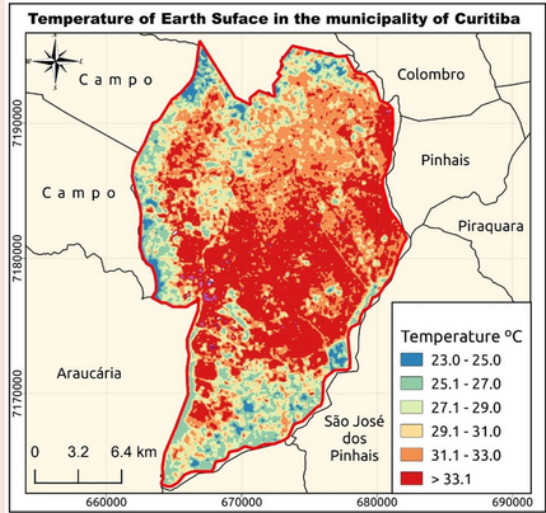 Temperature of Earth Suface in the municipality of Curitiba
N
W
E
S
Campo
Colombro
7190000
Pinhais
Campo
Piraquara
7180000
Araucária
7170000
São José
dos
Pinhais
Temperature ºC
23.0 - 25.0
25.1 - 27.0
27.1 - 29.0
29.1 - 31.0
31.1 - 33.0
> 33.1
0 3.2 6.4 km
660000 670000 680000 690000